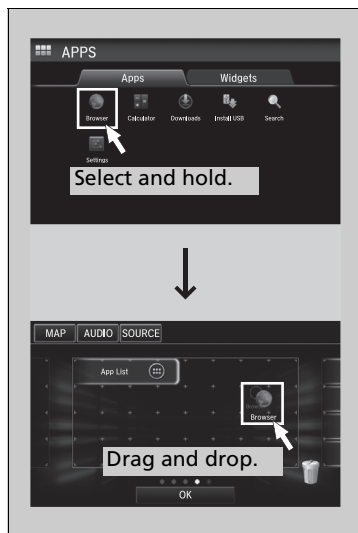 APPS
Apps Widgets
Browser Calculator Downloads Install USB Search
Settings
Select and hold.
MAP AUDIO SOURCE
App List
Browser
Drag and drop.
OK